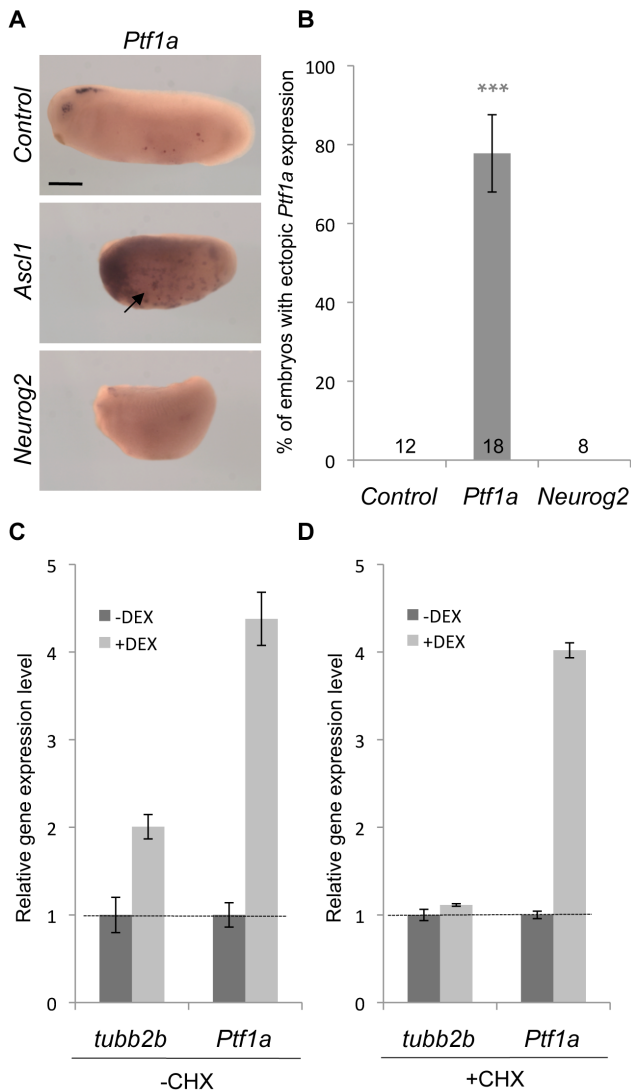 A
Ptf1a
Control
Ascl1
Neurog2
B
% of embryos with ectopic Ptf1a expression
100
80
60
40
20
0
***
12
18
8
Control Ptf1a Neurog2
C
Relative gene expression level
5
4
3
2
1
0
-DEX
+DEX
tubb2b Ptf1a
-CHX
D
Relative gene expression level
5
4
3
2
1
0
-DEX
+DEX
tubb2b Ptf1a
+CHX